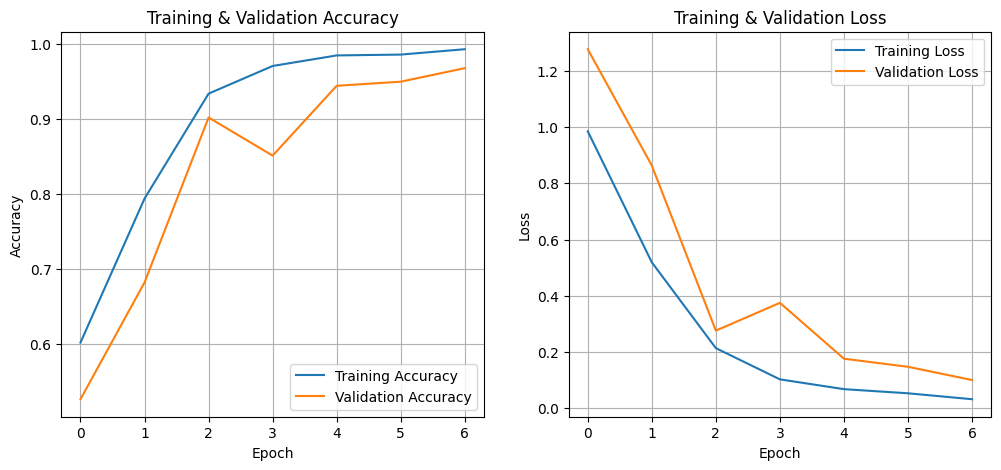 Training & Validation Accuracy
1.0
0.9
0.8
0.7
0.6
Accuracy
0 1 2 3 4 5 6
Epoch
Training Accuracy
Validation Accuracy
Training & Validation Loss
1.2
1.0
0.8
0.6
0.4
0.2
0.0
Loss
0 1 2 3 4 5 6
Epoch
Training Loss
Validation Loss